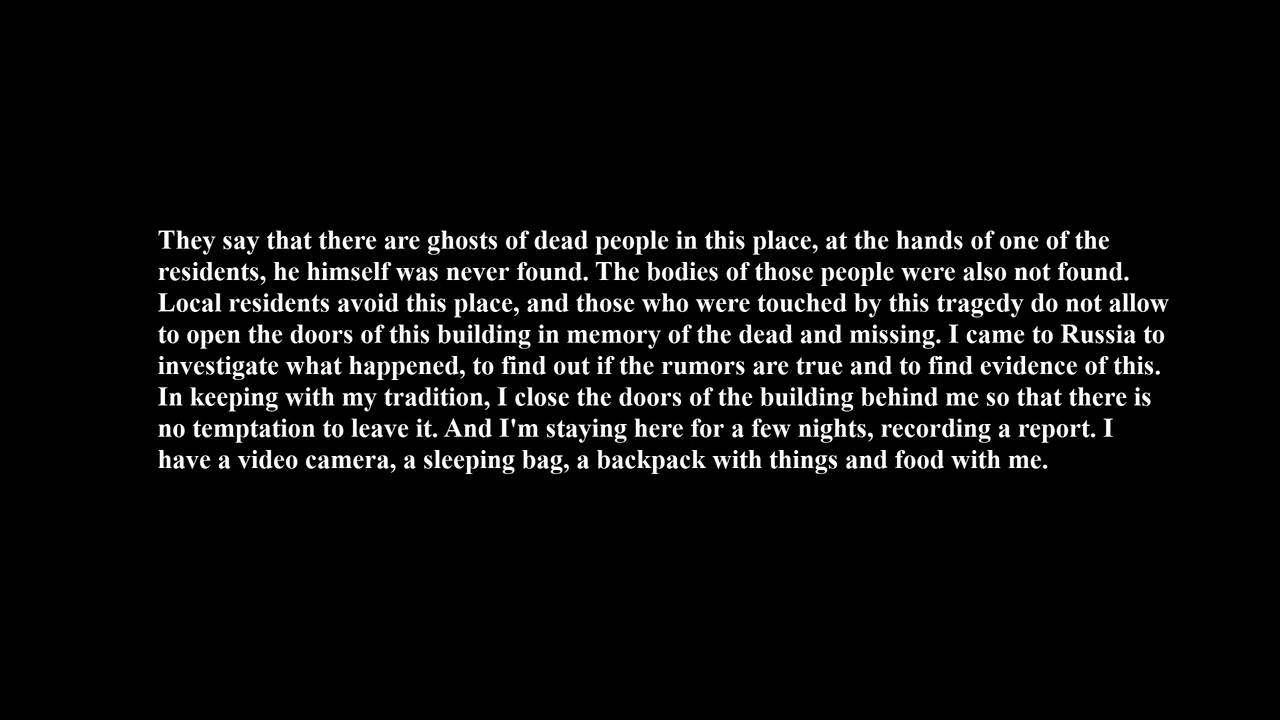 They say that there are ghosts of dead people in this place, at the hands of one of the
residents, he himself was never found. The bodies of those people were also not found.
Local residents avoid this place, and those who were touched by this tragedy do not allow
to open the doors of this building in memory of the dead and missing. I came to Russia to
investigate what happened, to find out if the rumors are true and to find evidence of this.
In keeping with my tradition, I close the doors of the building behind me so that there is
no temptation to leave it. And I'm staying here for a few nights, recording a report. I
have a video camera, a sleeping bag, a backpack with things and food with me.